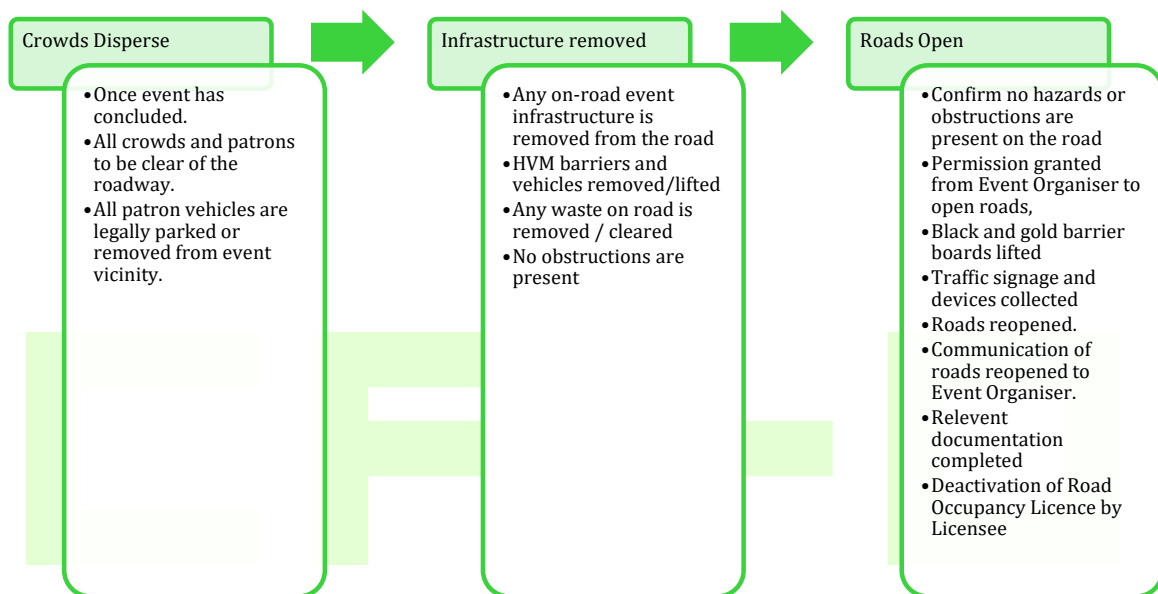 Crowds Disperse
•Once event has
concluded.
•All crowds and patrons
to be clear of the
roadway.
•All patron vehicles are
legally parked or
removed from event
vicinity.
Infrastructure removed
•Any on-road event
infrastructure is
removed from the road
•HVM barriers and
vehicles removed/lifted
•Any waste on road is
removed / cleared
•No obstructions are
present
Roads Open
•Confirm no hazards or
obstructions are
present on the road
•Permission granted
from Event Organiser to
open roads,
•Black and gold barrier
boards lifted
•Traffic signage and
devices collected
•Roads reopened.
•Communication of
roads reopened to
Event Organiser.
•Relevent
documentation
completed
•Deactivation of Road
Occupancy Licence by
Licensee